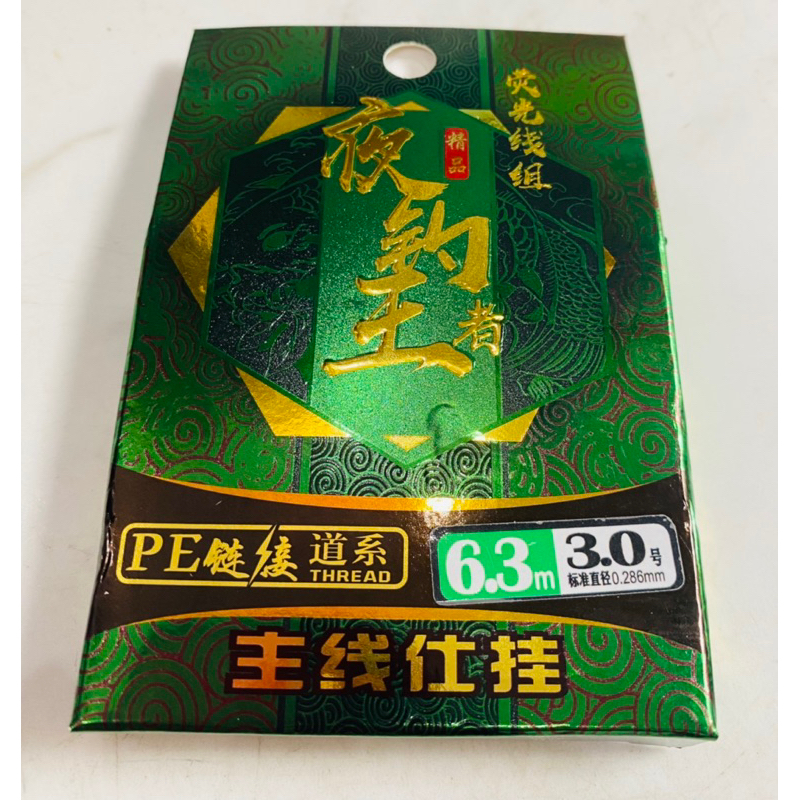 荧光线组
精品
夜钓王者
PE链接道系
THREAD
6.3m
3.0号
标准直径0.286mm
主线仕挂